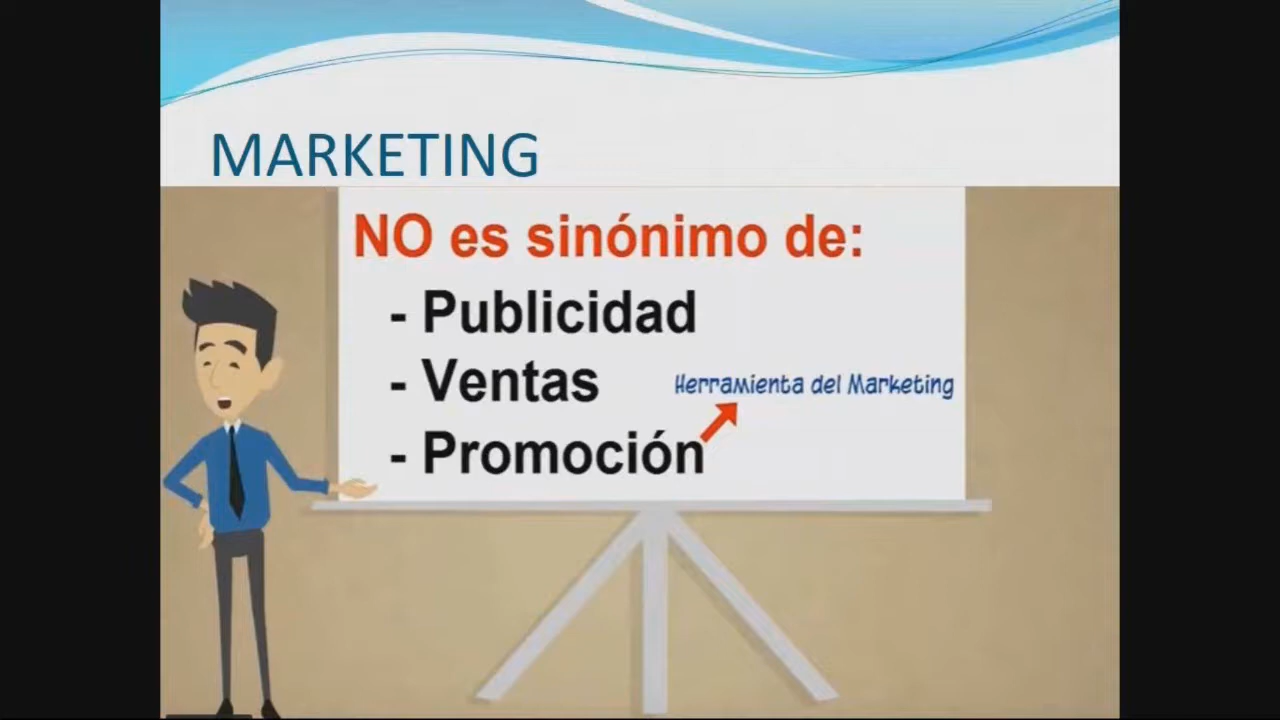 MARKETING
NO es sinónimo de:
- Publicidad
- Ventas
Herramienta del Marketing
- Promoción